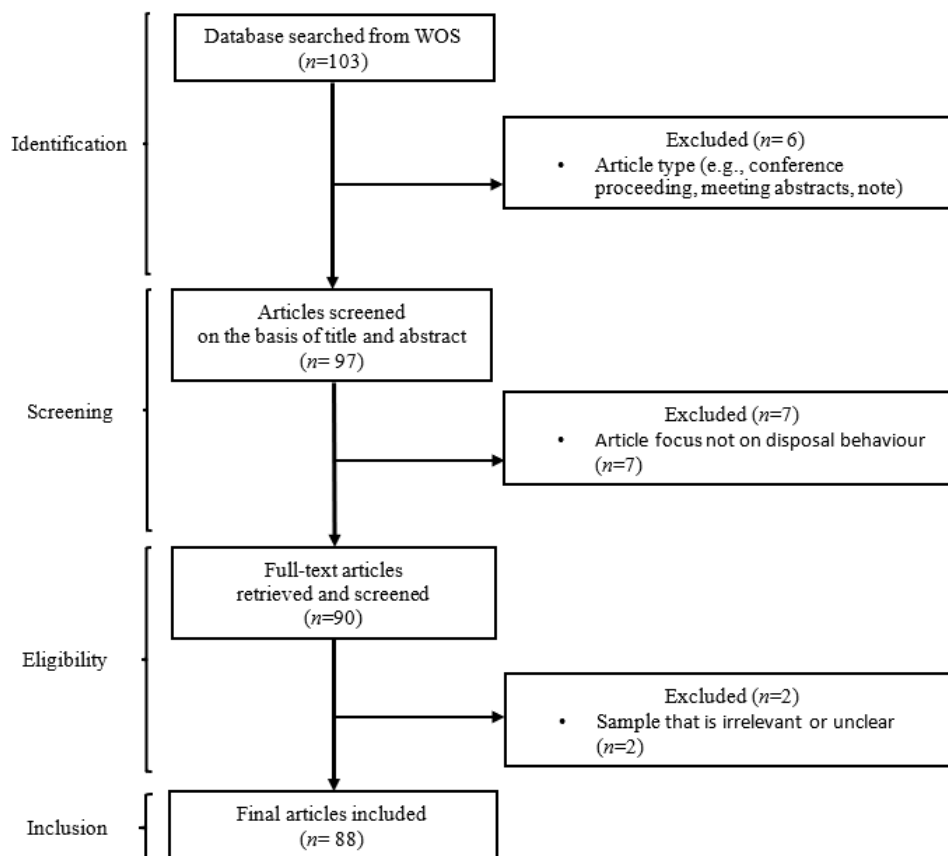 Database searched from WOS
(n=103)
Identification
Excluded (n= 6)
• Article type (e.g., conference
proceeding, meeting abstracts, note)
Articles screened
on the basis of title and abstract
(n= 97)
Screening
Excluded (n=7)
• Article focus not on disposal behaviour
(n=7)
Full-text articles
retrieved and screened
(n=90)
Eligibility
Excluded (n=2)
• Sample that is irrelevant or unclear
(n=2)
Final articles included
(n= 88)
Inclusion